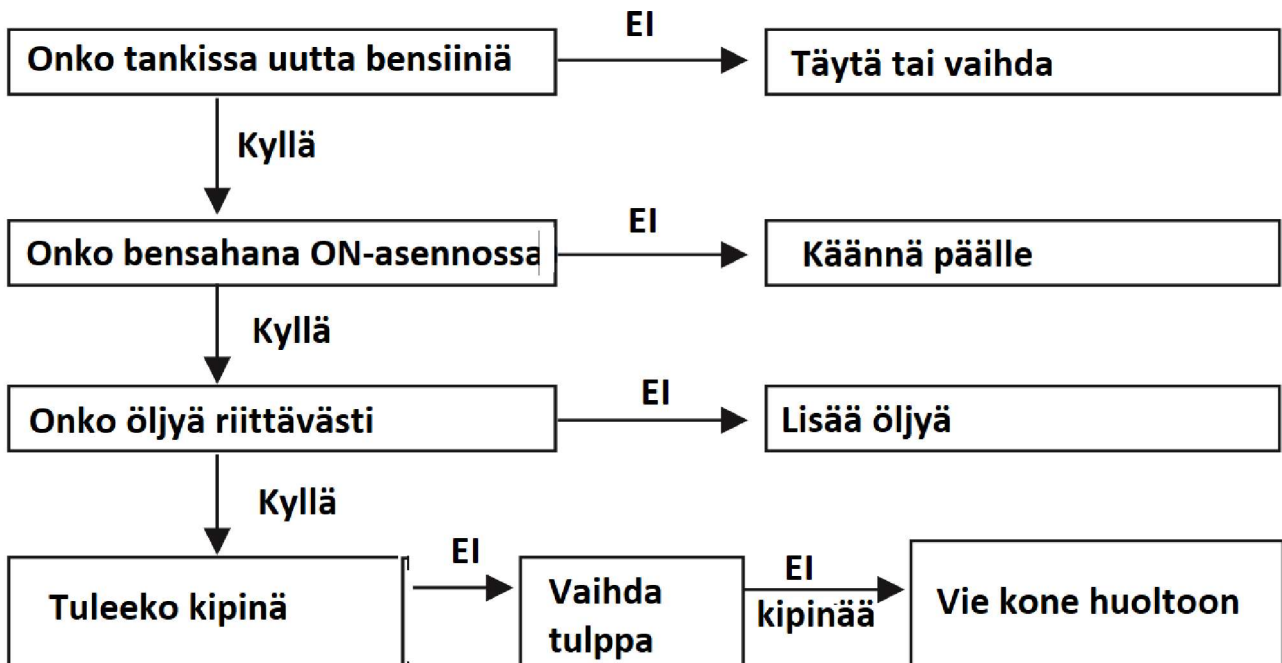 EI
Onko tankissa uutta bensiiniä
Täytä tai vaihda
Kyllä
EI
Onko bensahana ON-asennossa
Käännä päälle
Kyllä
EI
Onko öljyä riittävästi
Lisää öljyä
Kyllä
EI
Tuleeko kipinä
Vaihda
tulppa
EI
kipinää
Vie kone huoltoon